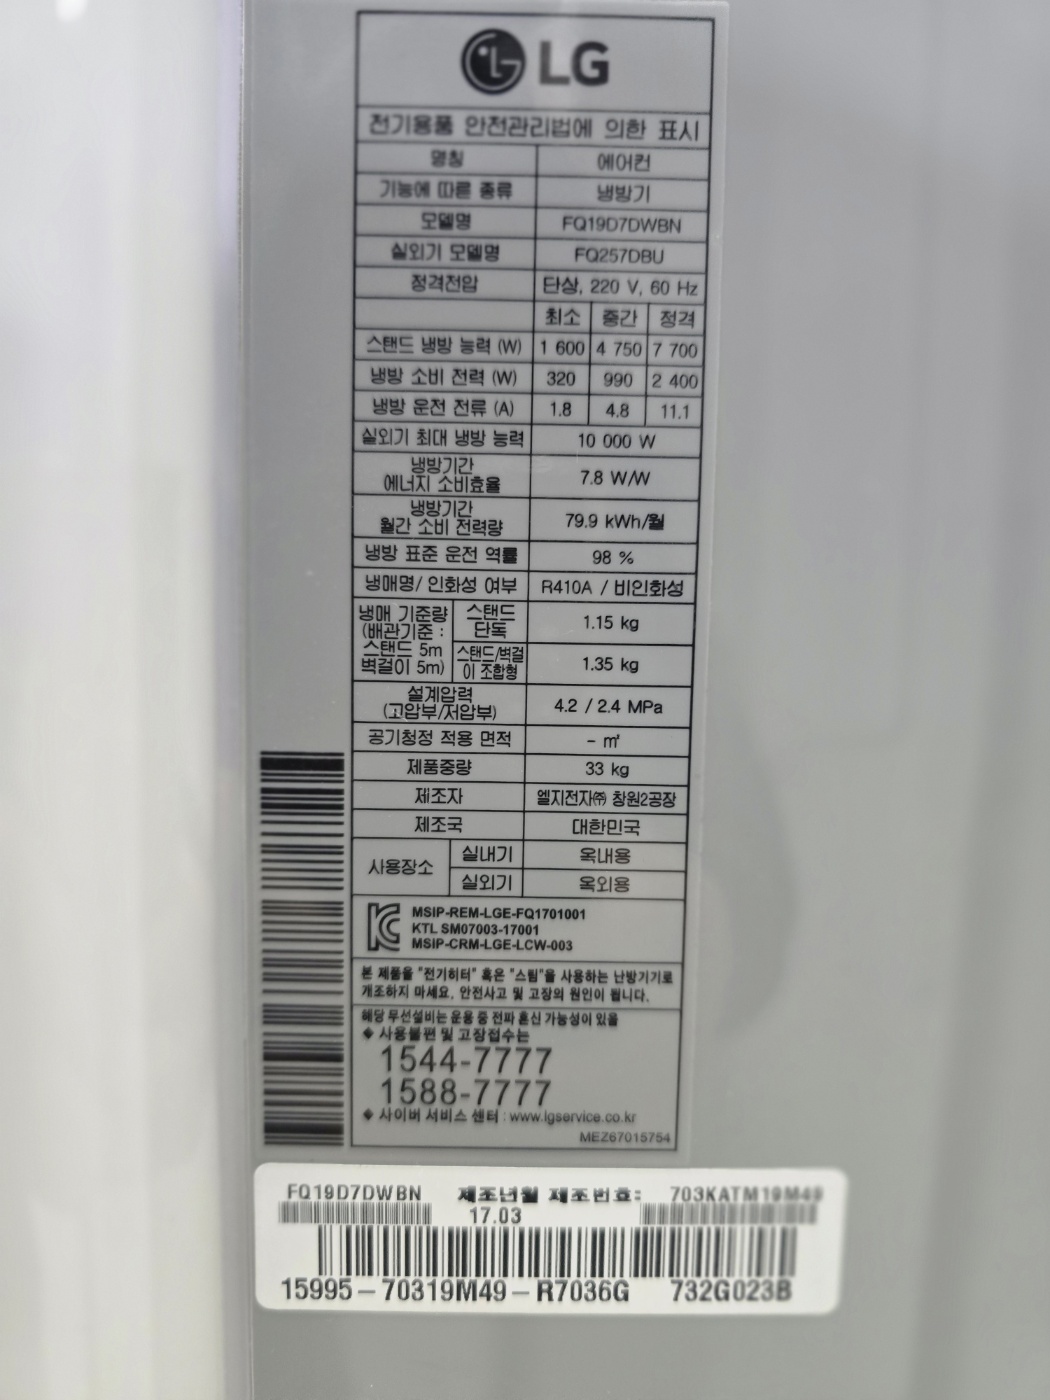 LG
전기용품 안전관리법에 의한 표시
명칭 에어컨
기능에 따른 종류 냉방기
모델명 FQ19D7DWBN
실외기 모델명 FQ257DBU
정격전압 단상, 220 V, 60 Hz
최소 중간 정격
스탠드 냉방 능력 (W) 1 600 4 750 7 700
냉방 소비 전력 (W) 320 990 2 400
냉방 운전 전류 (A) 1.8 4.8 11.1
실외기 최대 냉방 능력 10 000 W
냉방기간
에너지 소비효율 7.8 W/W
냉방기간
월간 소비 전력량 79.9 kWh/월
냉방 표준 운전 역률 98 %
냉매명/ 인화성 여부 R410A / 비인화성
냉매 기준량
(배관기준 :
스탠드 5m
벽걸이 5m)
스탠드
단독 1.15 kg
스탠드/벽걸
이 조합형 1.35 kg
설계압력
(고압부/저압부) 4.2 / 2.4 MPa
공기청정 적용 면적 - ㎡
제품중량 33 kg
제조자 엘지전자㈜ 창원2공장
제조국 대한민국
사용장소 실내기 옥내용
실외기 옥외용
MSIP-REM-LGE-FQ1701001
KTL SM07003-17001
MSIP-CRM-LGE-LCW-003
본 제품을 "전기히터" 혹은 "스팀"을 사용하는 난방기기로
개조하지 마세요. 안전사고 및 고장의 원인이 됩니다.
해당 무선설비는 운용 중 전파 혼신 가능성이 있음
◈ 사용불편 및 고장접수는
1544-7777
1588-7777
◈ 사이버 서비스 센터 : www.lgservice.co.kr
MEZ67015754
FQ19D7DWBN 제조년월 제조번호: 703KATM19M49
17.03
15995-70319M49-R7036G 732G023B